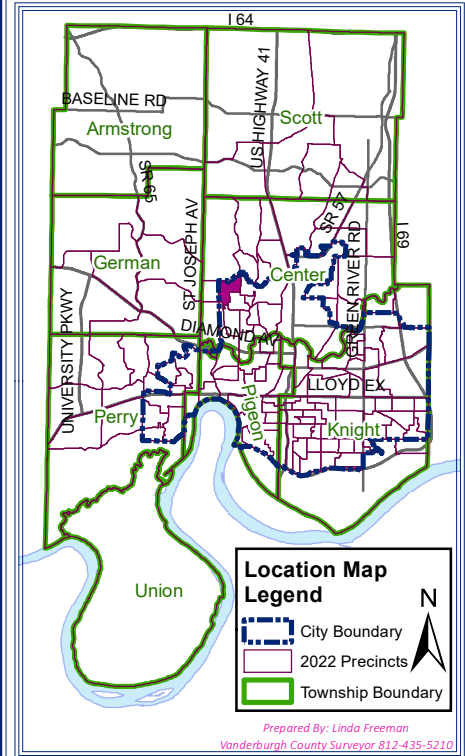 I 64
BASELINE RD
Armstrong
US HIGHWAY 41
Scott
SR 65
ST JOSEPH AV
SR 57
GREEN RIVER RD
I 69
German
Center
UNIVERSITY PKWY
DIAMOND AV
LLOYD EX
Perry
Pigeon
Knight
Union
Location Map
Legend
N
City Boundary
2022 Precincts
Township Boundary
Prepared By: Linda Freeman
Vanderburgh County Surveyor 812-435-5210